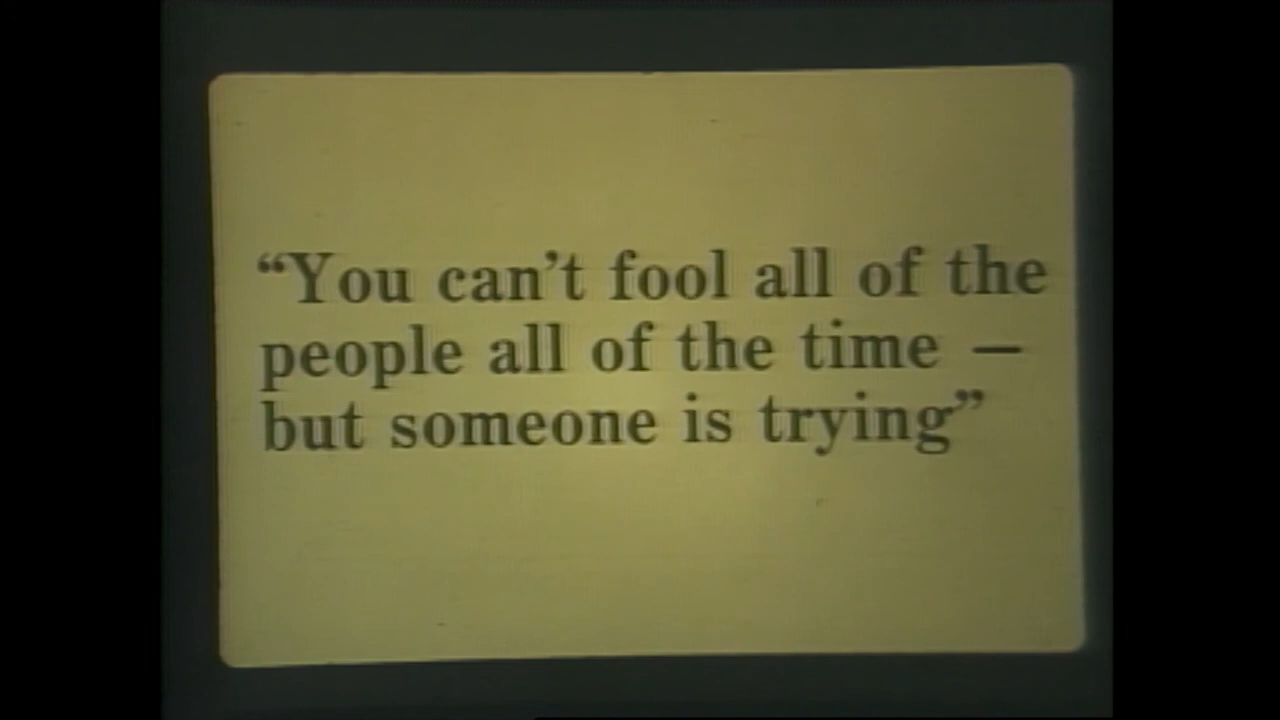 “You can’t fool all of the
people all of the time —
but someone is trying”